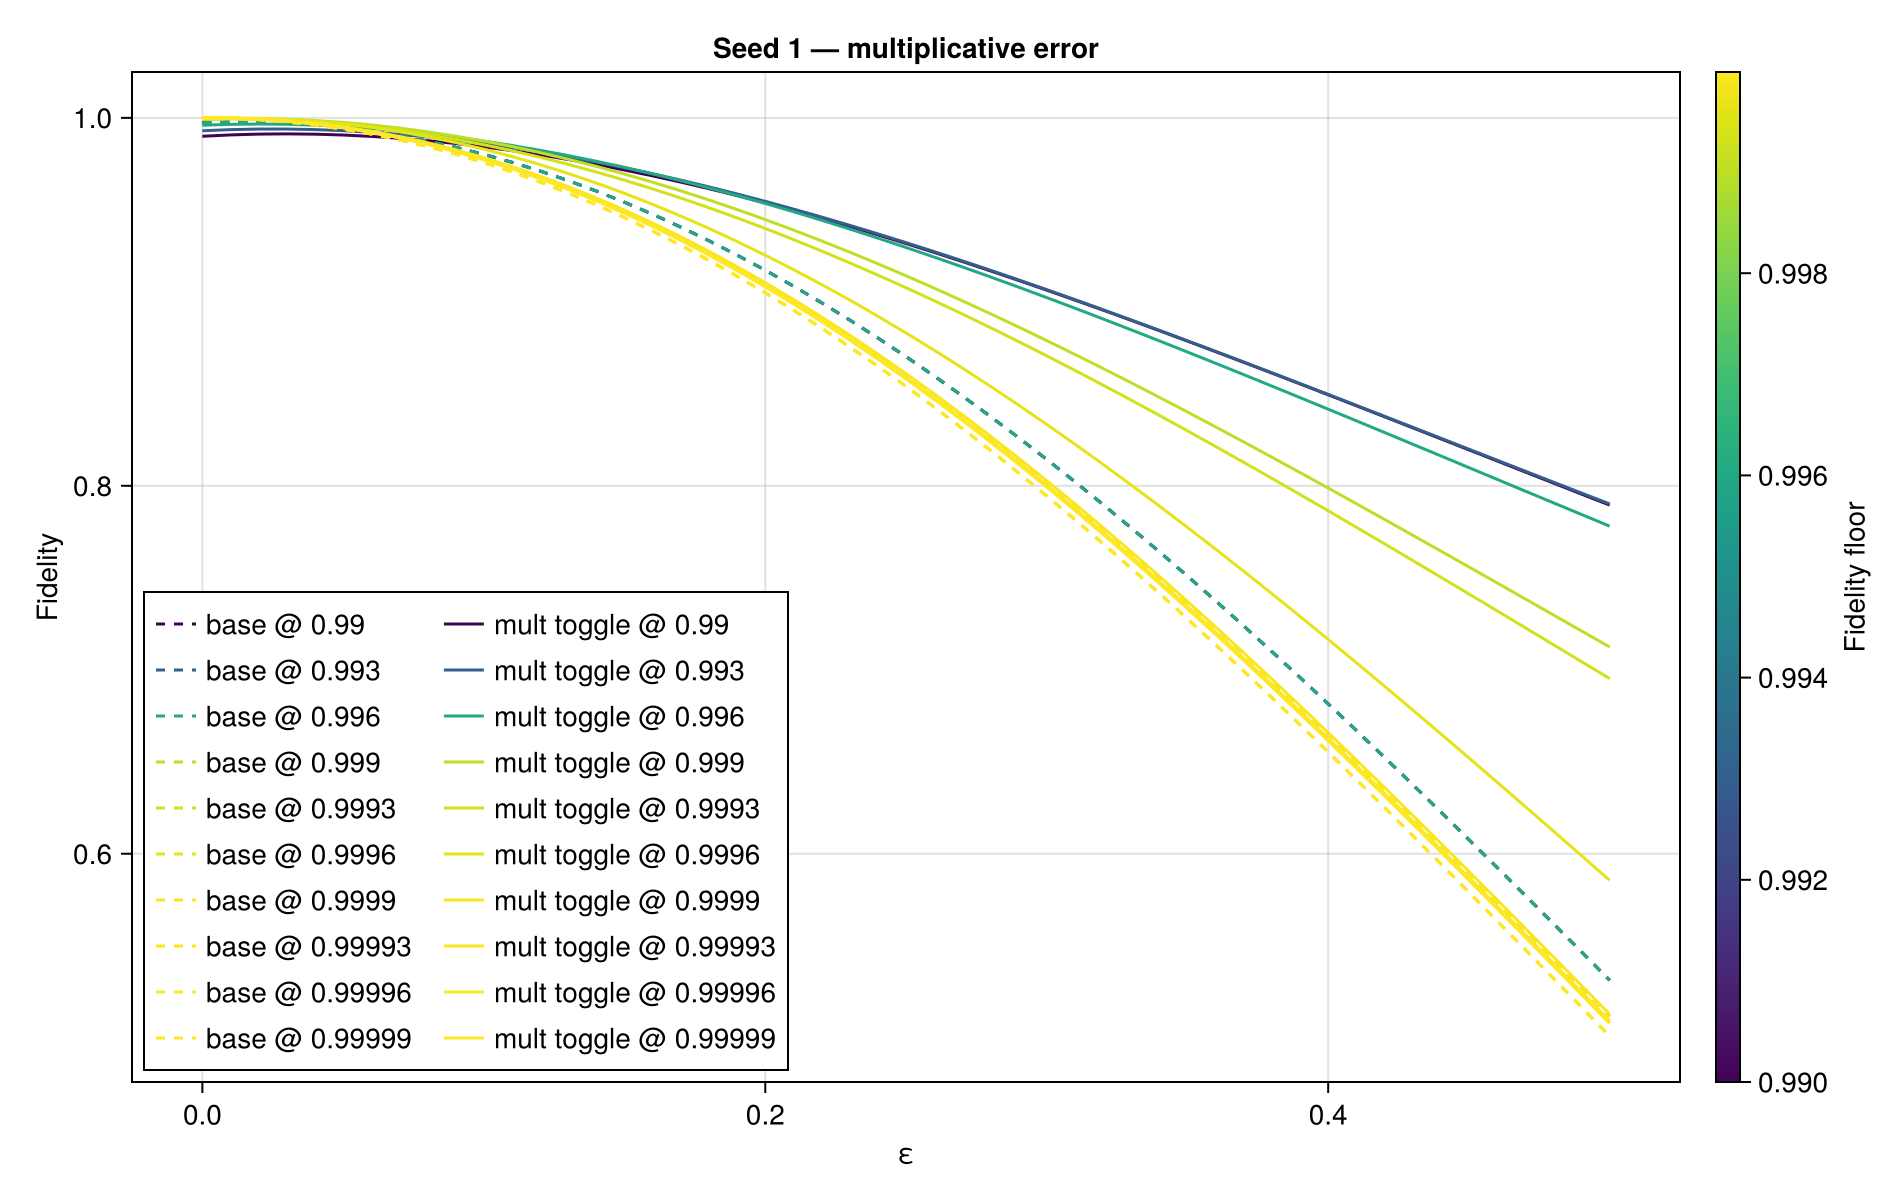 Seed 1 — multiplicative error
Fidelity
1.0
0.8
0.6
base @ 0.99
base @ 0.993
base @ 0.996
base @ 0.999
base @ 0.9993
base @ 0.9996
base @ 0.9999
base @ 0.99993
base @ 0.99996
base @ 0.99999
mult toggle @ 0.99
mult toggle @ 0.993
mult toggle @ 0.996
mult toggle @ 0.999
mult toggle @ 0.9993
mult toggle @ 0.9996
mult toggle @ 0.9999
mult toggle @ 0.99993
mult toggle @ 0.99996
mult toggle @ 0.99999
0.0
0.2
0.4
ε
0.998
0.996
0.994
0.992
0.990
Fidelity floor